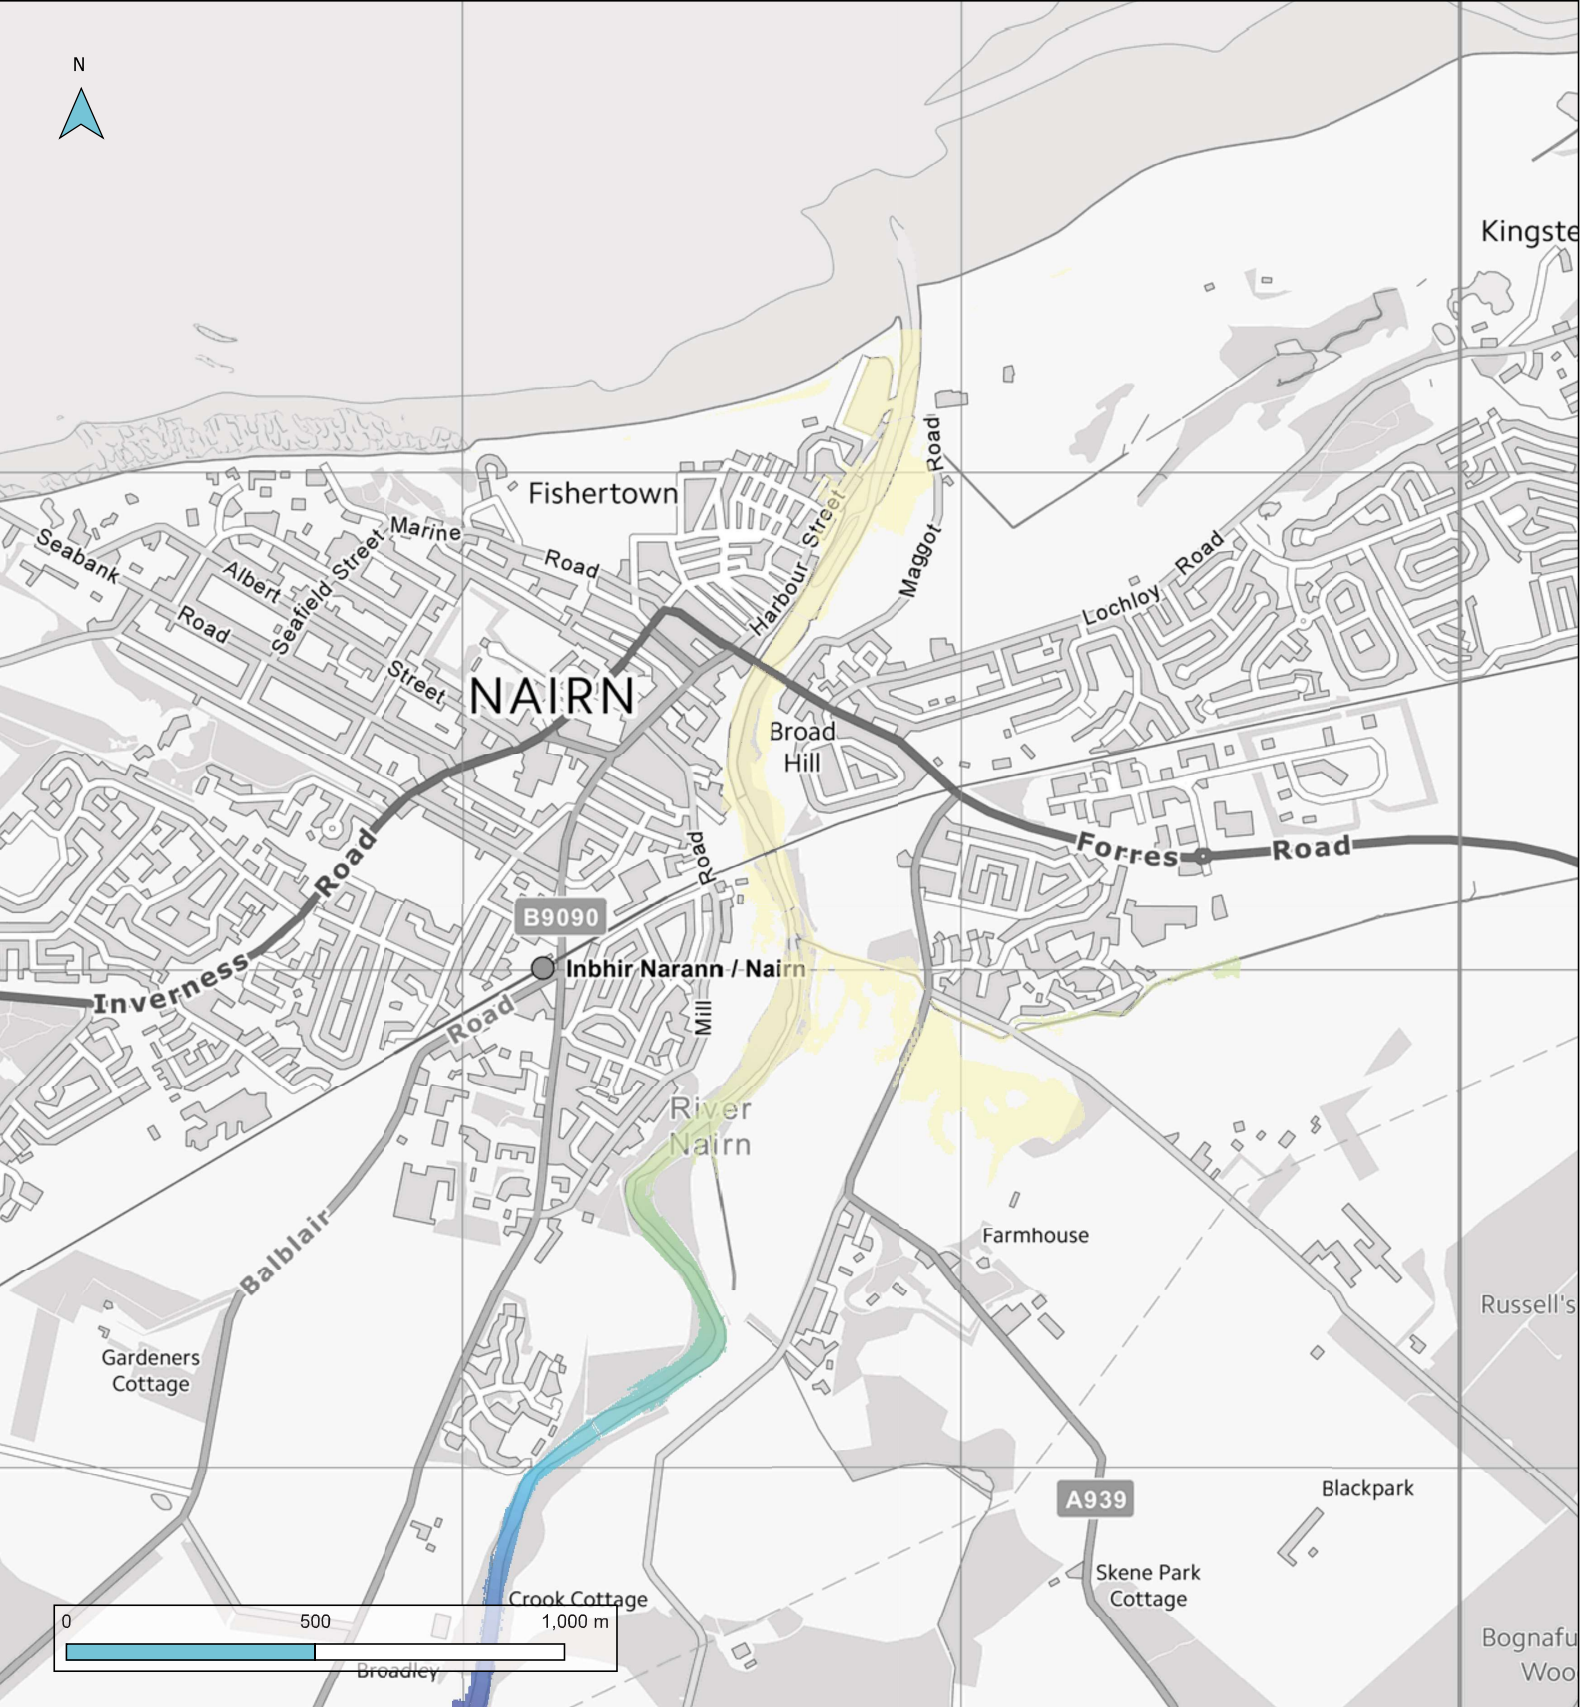 N
Kingste
Fishertown
Marine
Road
Seabank
Road
Albert
Street
Seafield Street
Harbour Street
Maggot
Road
Lochloy Road
NAIRN
Broad
Hill
Forres Road
Inverness Road
Road
B9090
Inbhir Narann / Nairn
Mill
Road
River
Nairn
Balblair
Farmhouse
Russell's
Gardeners
Cottage
A939
Blackpark
Skene Park
Cottage
Crook Cottage
0 500 1,000 m
Broadley
Bognafu
Woo